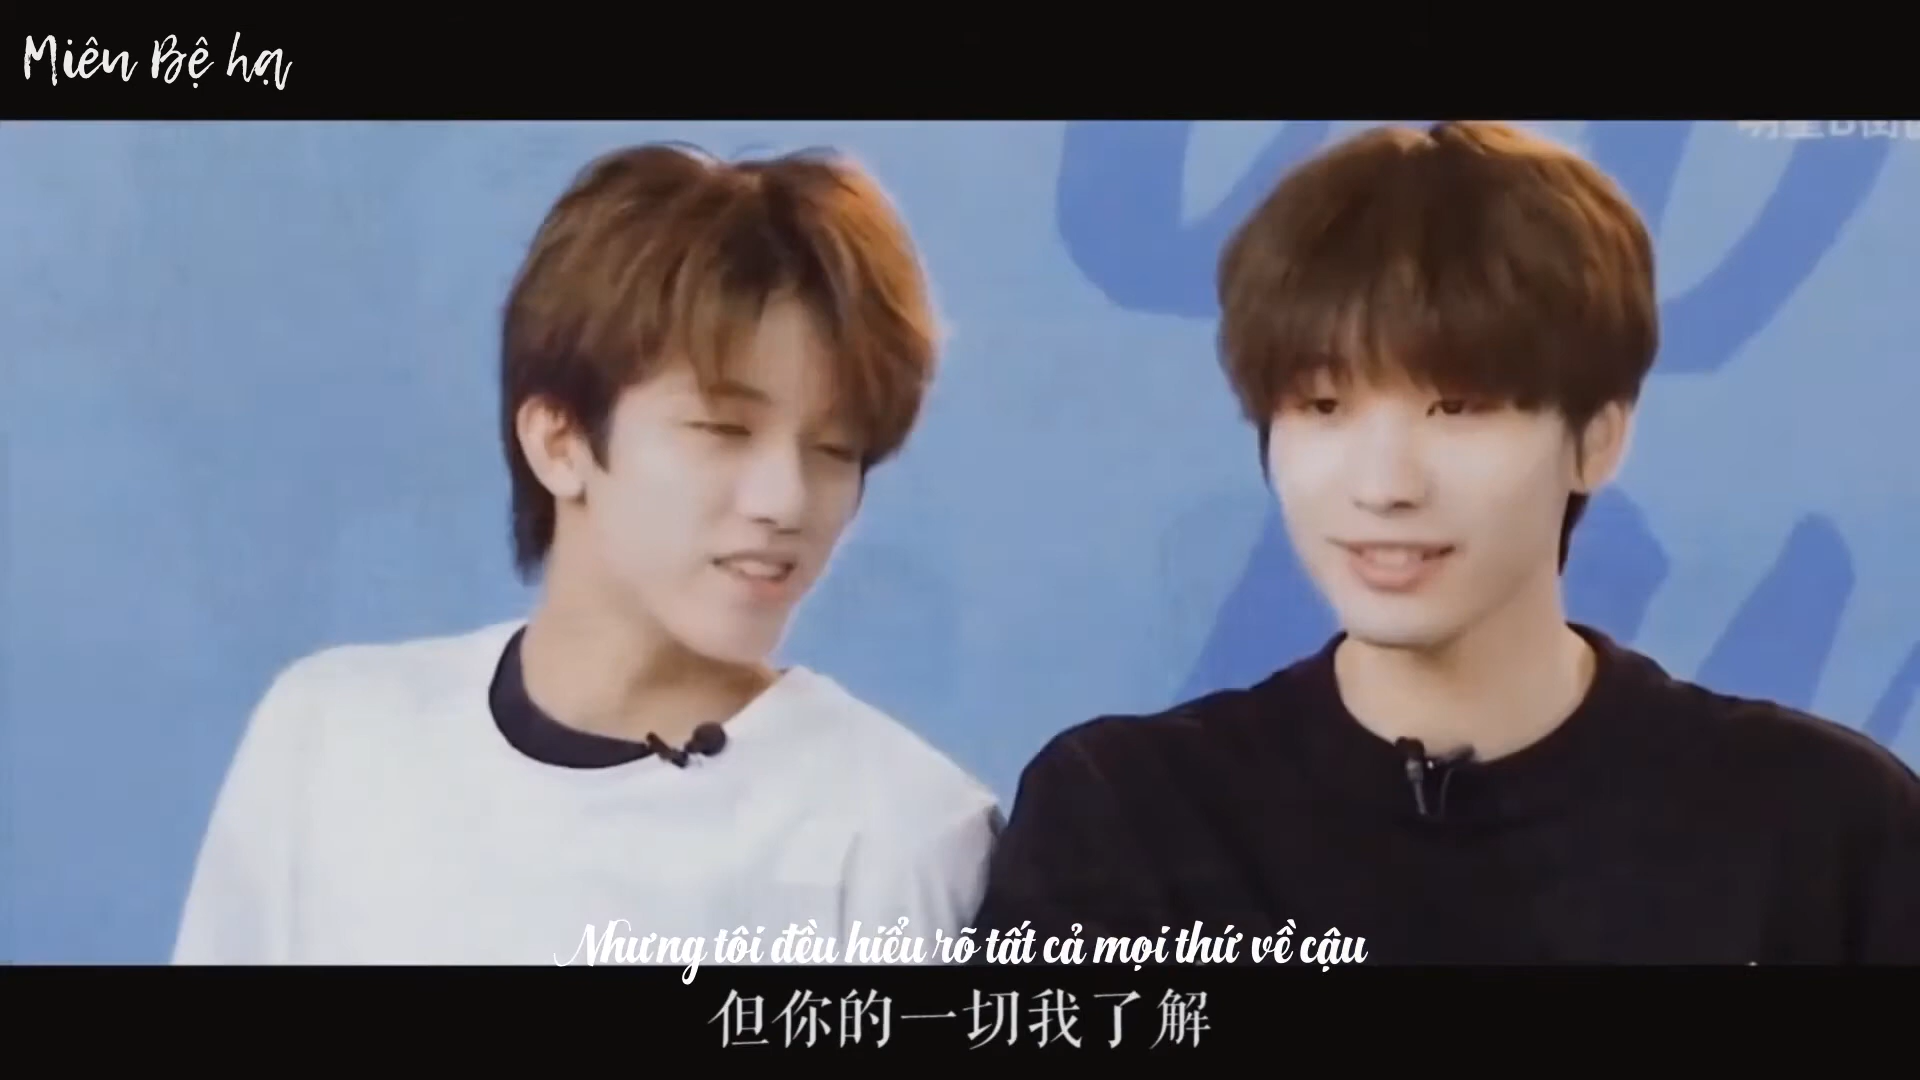 Miên Bệ hạ
Nhưng tôi đều hiểu rõ tất cả mọi thứ về cậu
但你的一切我了解